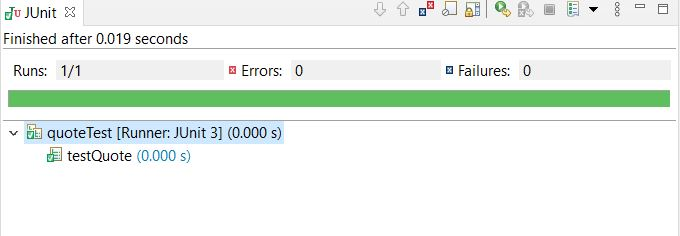 JUnit
Finished after 0.019 seconds
Runs: 1/1 Errors: 0 Failures: 0
quoteTest [Runner: JUnit 3] (0.000 s)
testQuote (0.000 s)